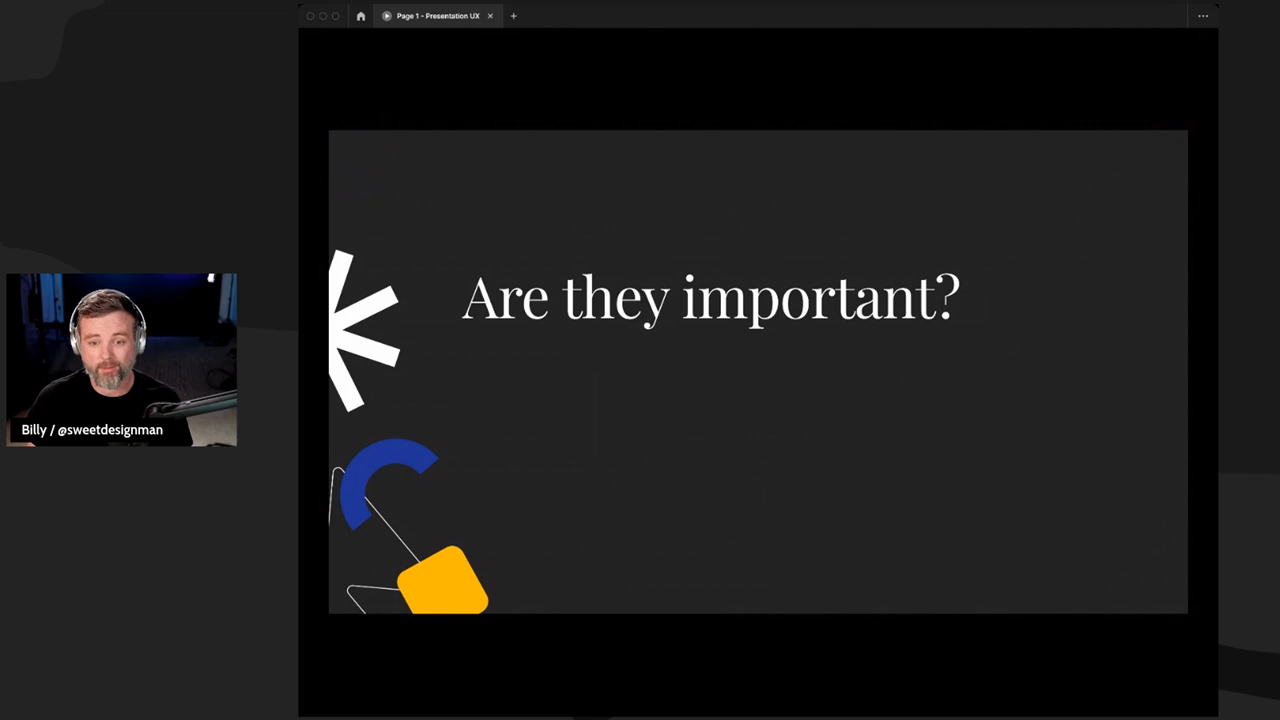 Page 1 - Presentation UX
Are they important?
Billy / @sweetdesignman